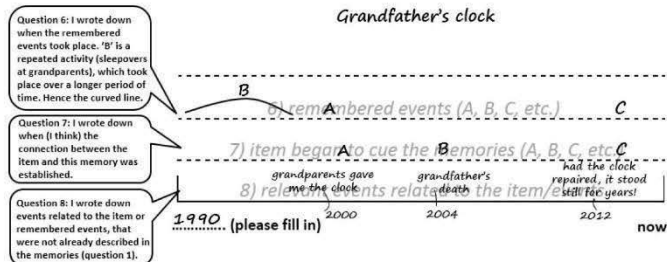 Grandfather's clock
Question 6: I wrote down
when the remembered
events took place. 'B' is a
repeated activity (sleepovers
at grandparents), which took
place over a longer period of
time. Hence the curved line.
B
6) remembered events (A, B, C, etc.)
A
C
Question 7: I wrote down
when (I think) the
connection between the
item and this memory was
established.
7) item began to cue the memories (A, B, C, etc.)
A
B
C
Question 8: I wrote down
events related to the item or
remembered events, that
were not already described in
the memories (question 1).
grandparents gave
me the clock
grandfather's
death
had the clock
repaired, it stood
still for years!
8) relevant events related to the item/
1990 (please fill in)
2000
2004
2012
now